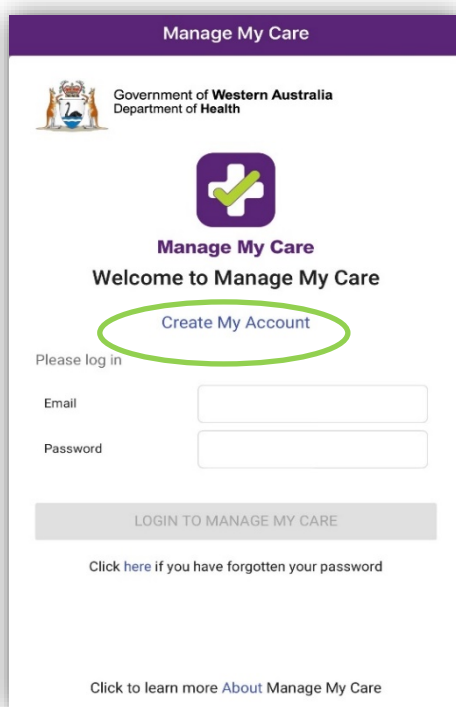 Manage My Care
Government of Western Australia
Department of Health
Manage My Care
Welcome to Manage My Care
Create My Account
Please log in
Email
Password
LOGIN TO MANAGE MY CARE
Click here if you have forgotten your password
Click to learn more About Manage My Care